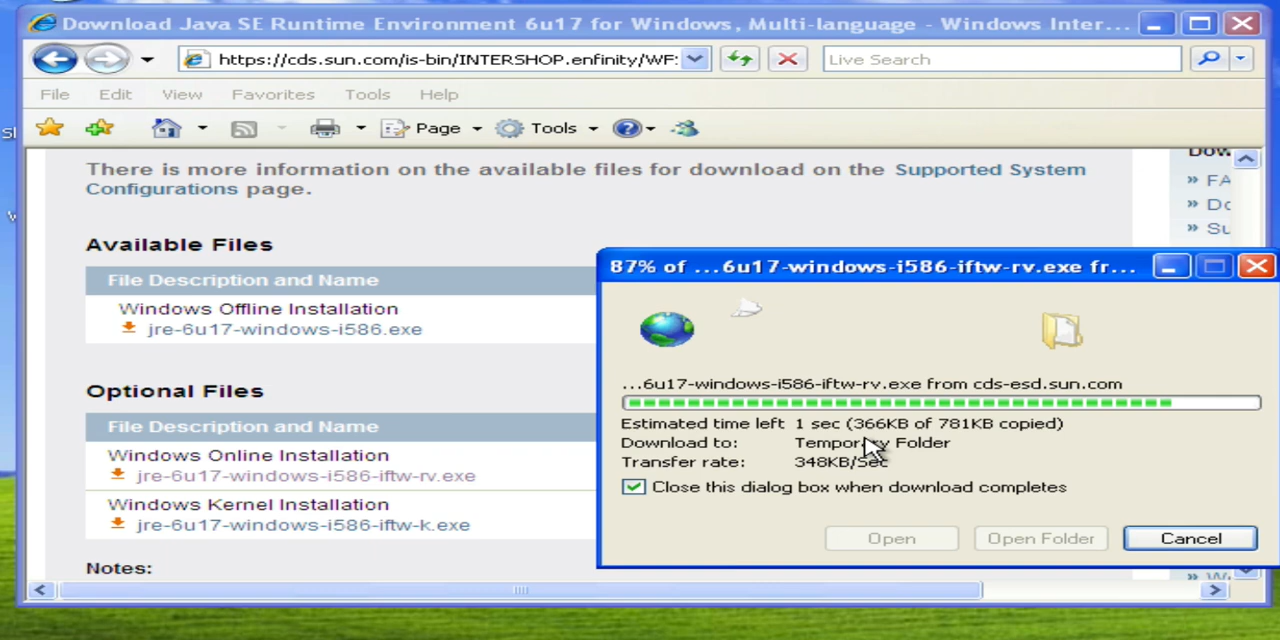 Download Java SE Runtime Environment 6u17 for Windows, Multi-language - Windows Inter...
https://cds.sun.com/is-bin/INTERSHOP.enfinity/WF:
Live Search
File Edit View Favorites Tools Help
Page Tools
There is more information on the available files for download on the Supported System
Configurations page.
Available Files
File Description and Name
Windows Offline Installation
jre-6u17-windows-i586.exe
Optional Files
File Description and Name
Windows Online Installation
jre-6u17-windows-i586-iftw-rv.exe
Windows Kernel Installation
jre-6u17-windows-i586-iftw-k.exe
Notes:
» FA
» Do
» Su
87% of ...6u17-windows-i586-iftw-rv.exe fr...
...6u17-windows-i586-iftw-rv.exe from cds-esd.sun.com
Estimated time left 1 sec (366KB of 781KB copied)
Download to: Temporary Folder
Transfer rate: 348KB/Sec
Close this dialog box when download completes
Open Open Folder Cancel